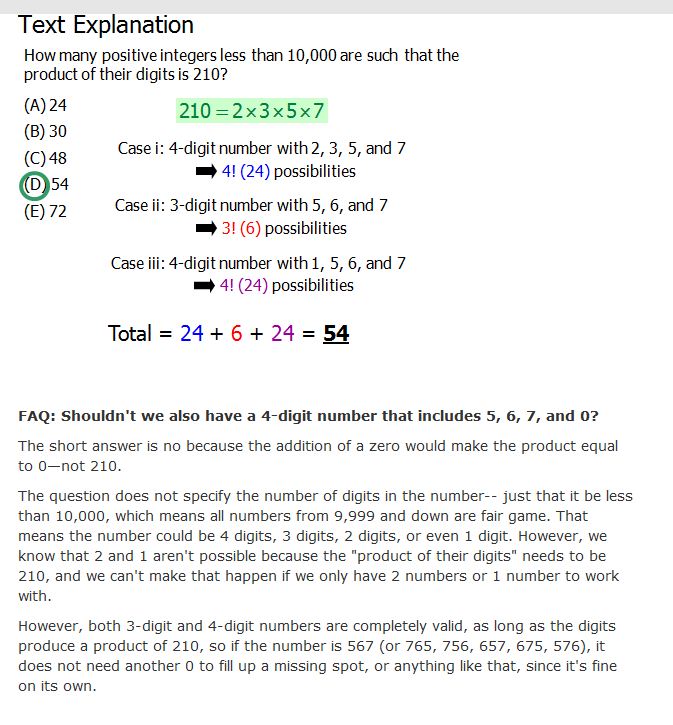 Text Explanation
How many positive integers less than 10,000 are such that the
product of their digits is 210?
(A) 24
(B) 30
(C) 48
(D) 54
(E) 72
210 = 2×3×5×7
Case i: 4-digit number with 2, 3, 5, and 7
➡ 4! (24) possibilities
Case ii: 3-digit number with 5, 6, and 7
➡ 3! (6) possibilities
Case iii: 4-digit number with 1, 5, 6, and 7
➡ 4! (24) possibilities
Total = 24 + 6 + 24 = 54
FAQ: Shouldn't we also have a 4-digit number that includes 5, 6, 7, and 0?
The short answer is no because the addition of a zero would make the product equal
to 0—not 210.
The question does not specify the number of digits in the number-- just that it be less
than 10,000, which means all numbers from 9,999 and down are fair game. That
means the number could be 4 digits, 3 digits, 2 digits, or even 1 digit. However, we
know that 2 and 1 aren't possible because the "product of their digits" needs to be
210, and we can't make that happen if we only have 2 numbers or 1 number to work
with.
However, both 3-digit and 4-digit numbers are completely valid, as long as the digits
produce a product of 210, so if the number is 567 (or 765, 756, 657, 675, 576), it
does not need another 0 to fill up a missing spot, or anything like that, since it's fine
on its own.